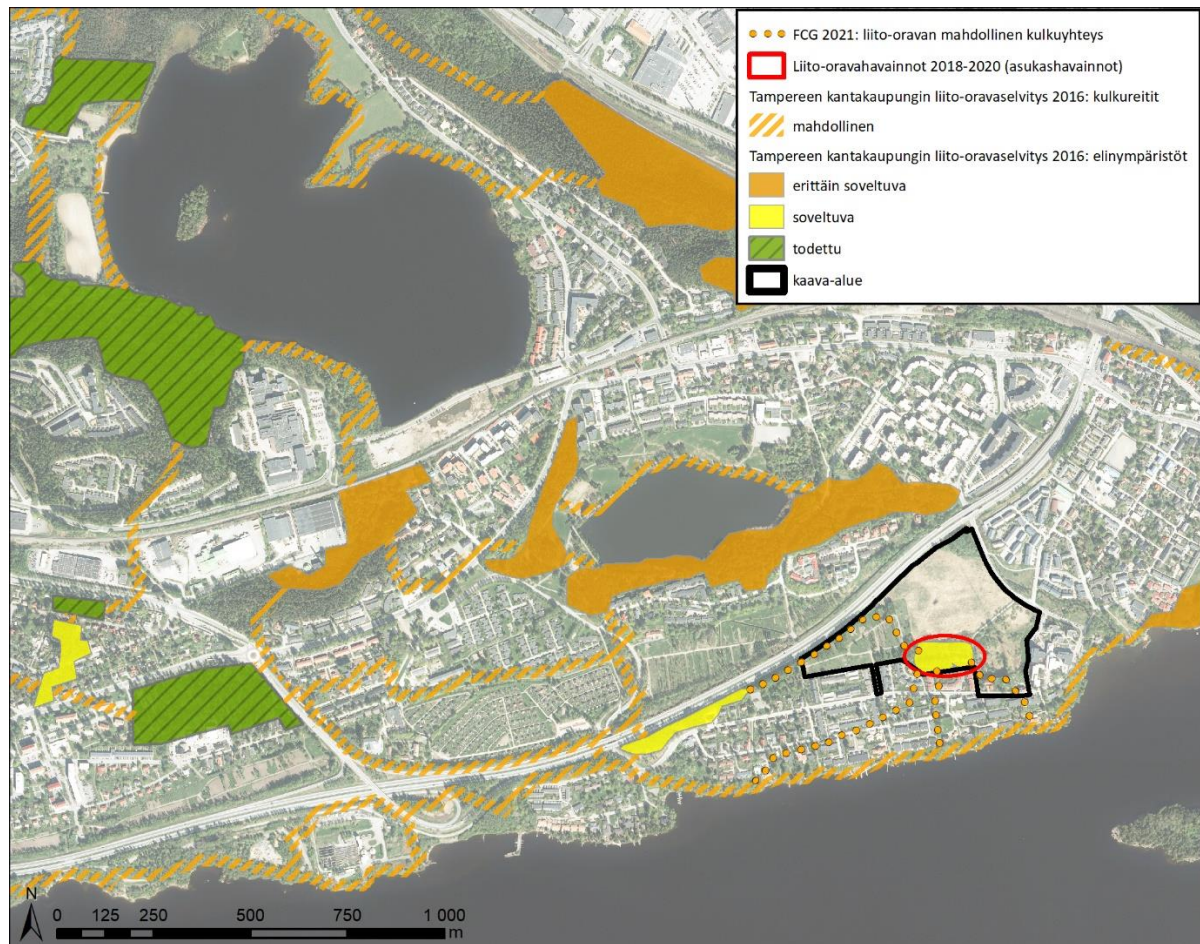 FCG 2021: liito-oravan mahdollinen kulkuyhteys
Liito-oravahavainnot 2018-2020 (asukashavainnot)
Tampereen kantakaupungin liito-oravaselvitys 2016: kulkureitit
mahdollinen
Tampereen kantakaupungin liito-oravaselvitys 2016: elinympäristöt
erittäin soveltuva
soveltuva
todettu
kaava-alue
N
0 125 250 500 750 1 000
m